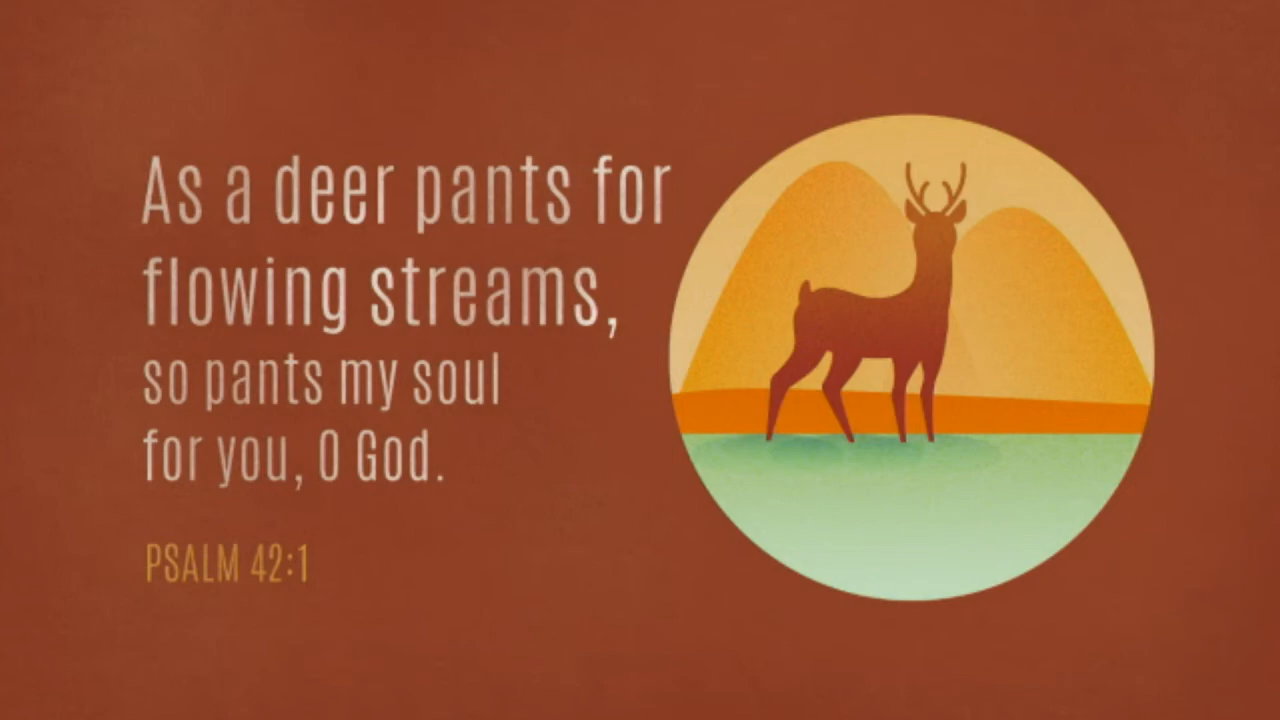 As a deer pants for
flowing streams,
so pants my soul
for you, O God.
PSALM 42:1